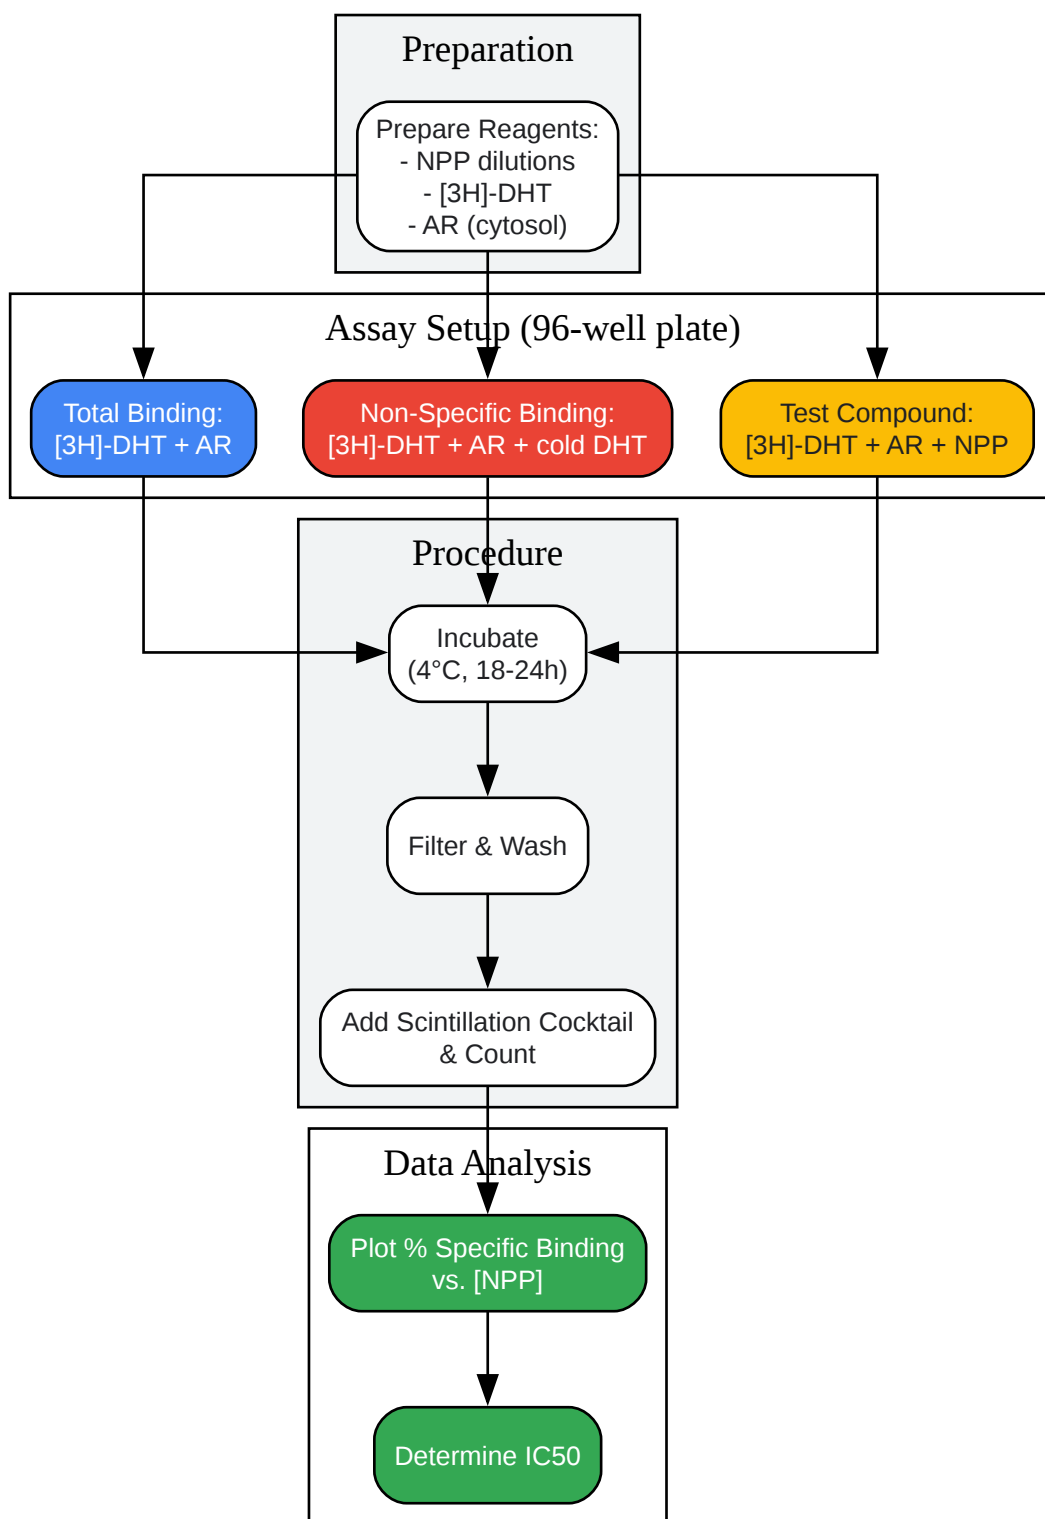 Preparation
Prepare Reagents:
- NPP dilutions
- [3H]-DHT
- AR (cytosol)
Assay Setup (96-well plate)
Total Binding:
[3H]-DHT + AR
Non-Specific Binding:
[3H]-DHT + AR + cold DHT
Test Compound:
[3H]-DHT + AR + NPP
Procedure
Incubate
(4°C, 18-24h)
Filter & Wash
Add Scintillation Cocktail
& Count
Data Analysis
Plot % Specific Binding
vs. [NPP]
Determine IC50